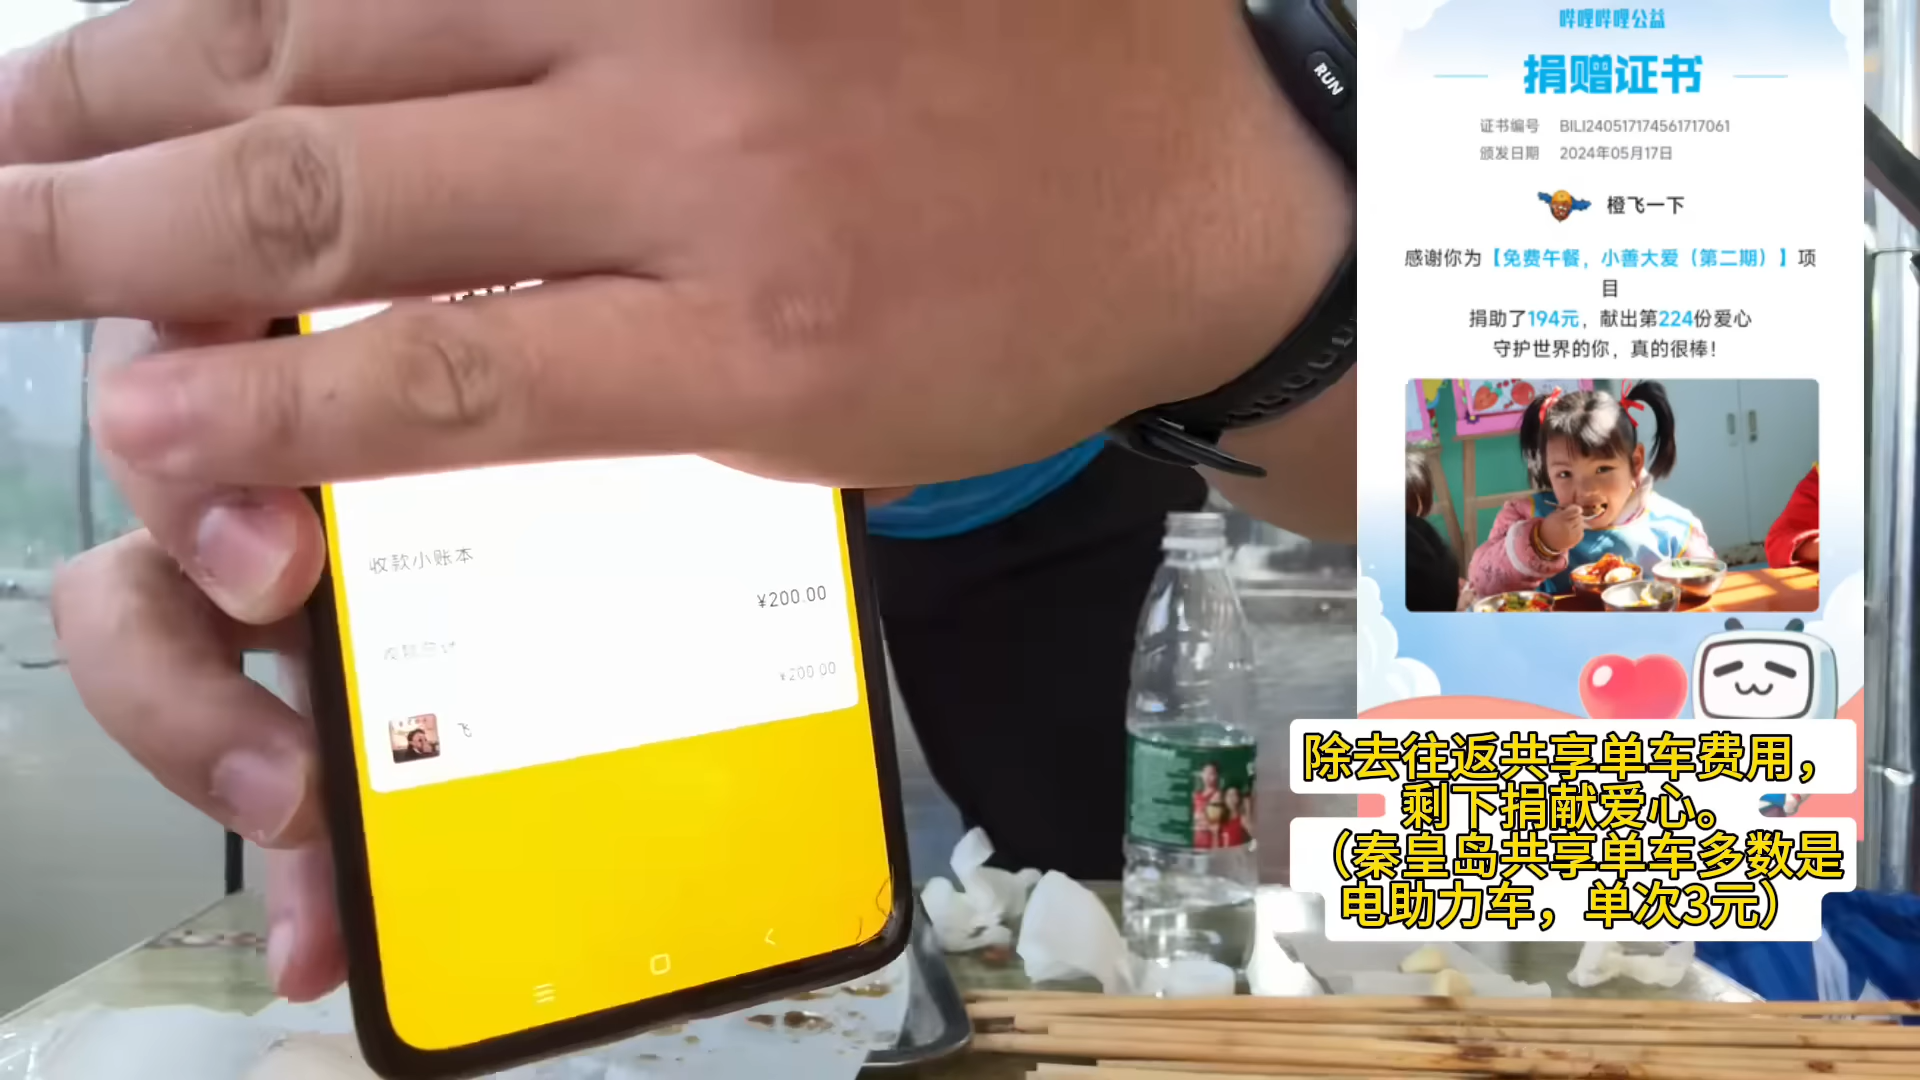 RUN
收款小账本
¥200.00
收款总计
¥200.00
飞
哔哩哔哩公益
捐赠证书
证书编号 BILI240517174561717061
颁发日期 2024年05月17日
橙飞一下
感谢你为【免费午餐，小善大爱（第二期）】项
目
捐助了194元，献出第224份爱心
守护世界的你，真的很棒！
除去往返共享单车费用，
剩下捐献爱心。
（秦皇岛共享单车多数是
电助力车，单次3元）